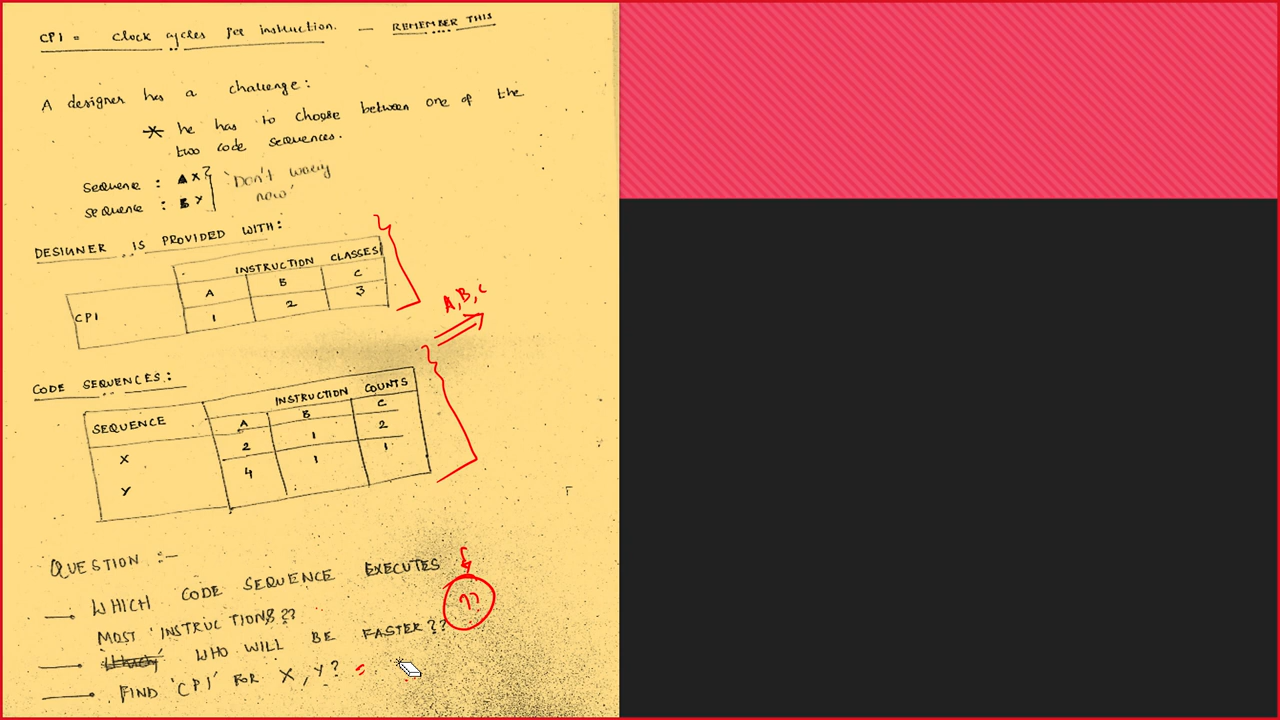 CPI = Clock cycles per instruction. — REMEMBER THIS
A designer has a challenge:
* he has to choose between one of the
two code sequences.
sequence : A X?
sequence : B Y
'Don't worry
now'
DESIGNER IS PROVIDED WITH:
INSTRUCTION CLASSES
A B C
CPI 1 2 3
A, B, C
CODE SEQUENCES:
SEQUENCE INSTRUCTION COUNTS
A B C
X 2 1 2
Y 4 1 1
QUESTION :-
— WHICH CODE SEQUENCE EXECUTES
MOST 'INSTRUCTIONS??
??
— WHO WILL BE FASTER??
— FIND 'CPI' FOR X, Y? =